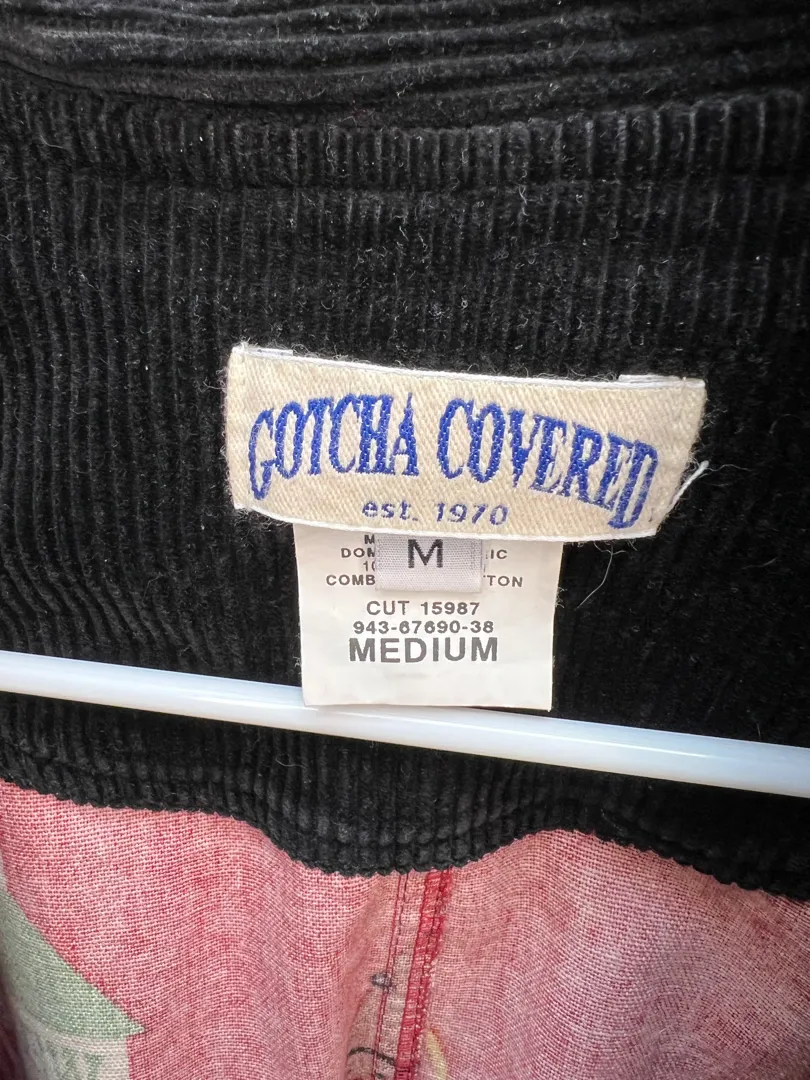 GOTCHA COVERED
est. 1970
M
CUT 15987
943-67690-38
MEDIUM